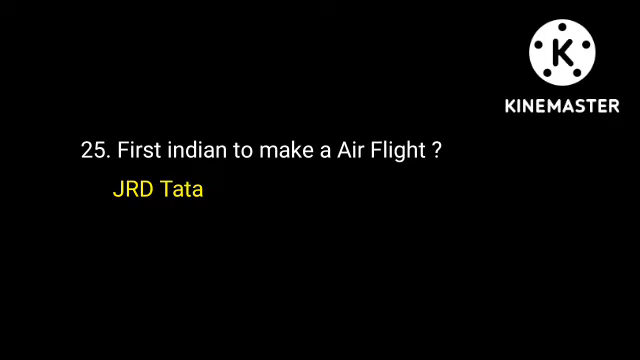 K
KINEMASTER
25. First indian to make a Air Flight ?
JRD Tata